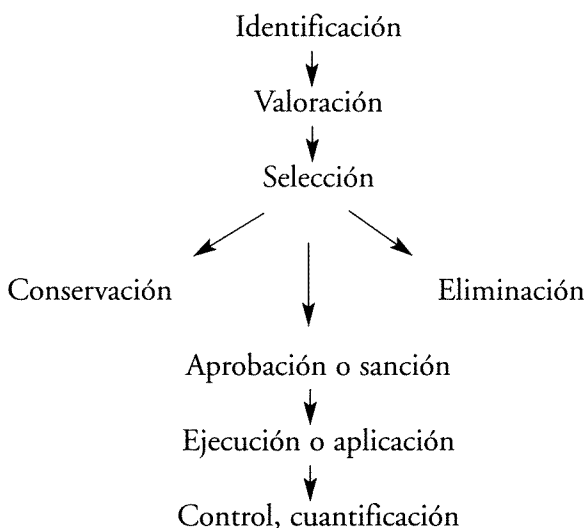 Identificación
Valoración
Selección
Conservación
Eliminación
Aprobación o sanción
Ejecución o aplicación
Control, cuantificación